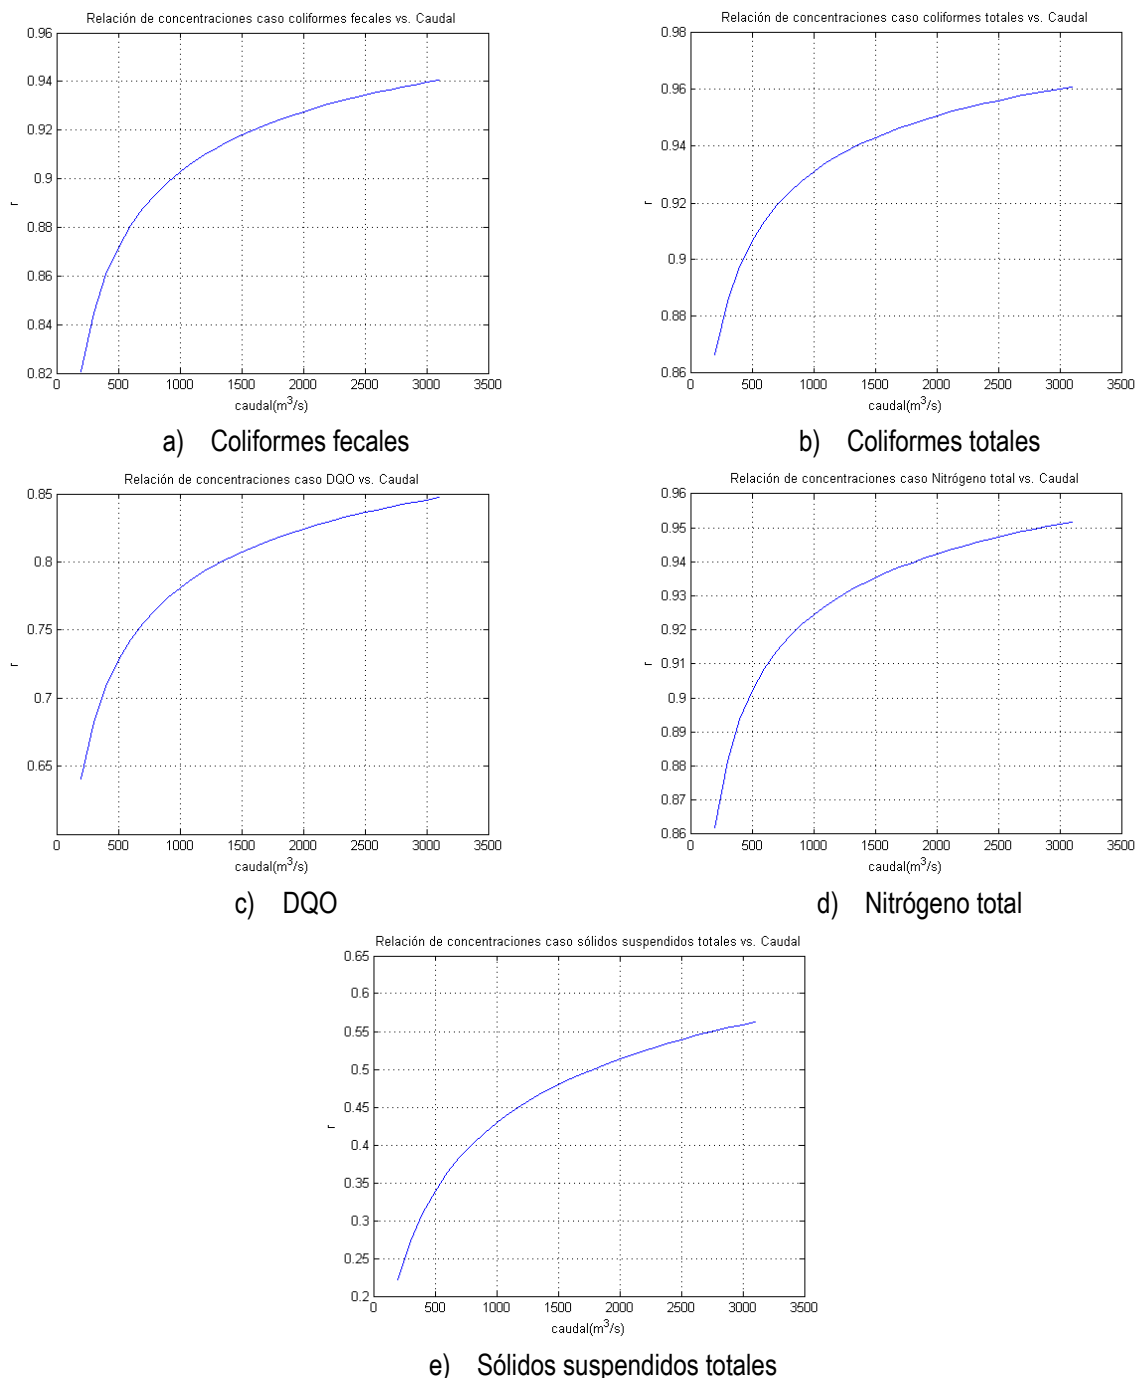 Relación de concentraciones caso coliformes fecales vs. Caudal
0.96
0.94
0.92
0.9
0.88
0.86
0.84
0.82
r
0 500 1000 1500 2000 2500 3000 3500
caudal(m³/s)
a) Coliformes fecales
Relación de concentraciones caso coliformes totales vs. Caudal
0.98
0.96
0.94
0.92
0.9
0.88
0.86
r
0 500 1000 1500 2000 2500 3000 3500
caudal(m³/s)
b) Coliformes totales
Relación de concentraciones caso DQO vs. Caudal
0.85
0.8
0.75
0.7
0.65
r
0 500 1000 1500 2000 2500 3000 3500
caudal(m³/s)
c) DQO
Relación de concentraciones caso Nitrógeno total vs. Caudal
0.96
0.95
0.94
0.93
0.92
0.91
0.9
0.89
0.88
0.87
0.86
r
0 500 1000 1500 2000 2500 3000 3500
caudal(m³/s)
d) Nitrógeno total
Relación de concentraciones caso sólidos suspendidos totales vs. Caudal
0.65
0.6
0.55
0.5
0.45
0.4
0.35
0.3
0.25
0.2
r
0 500 1000 1500 2000 2500 3000 3500
caudal(m³/s)
e) Sólidos suspendidos totales